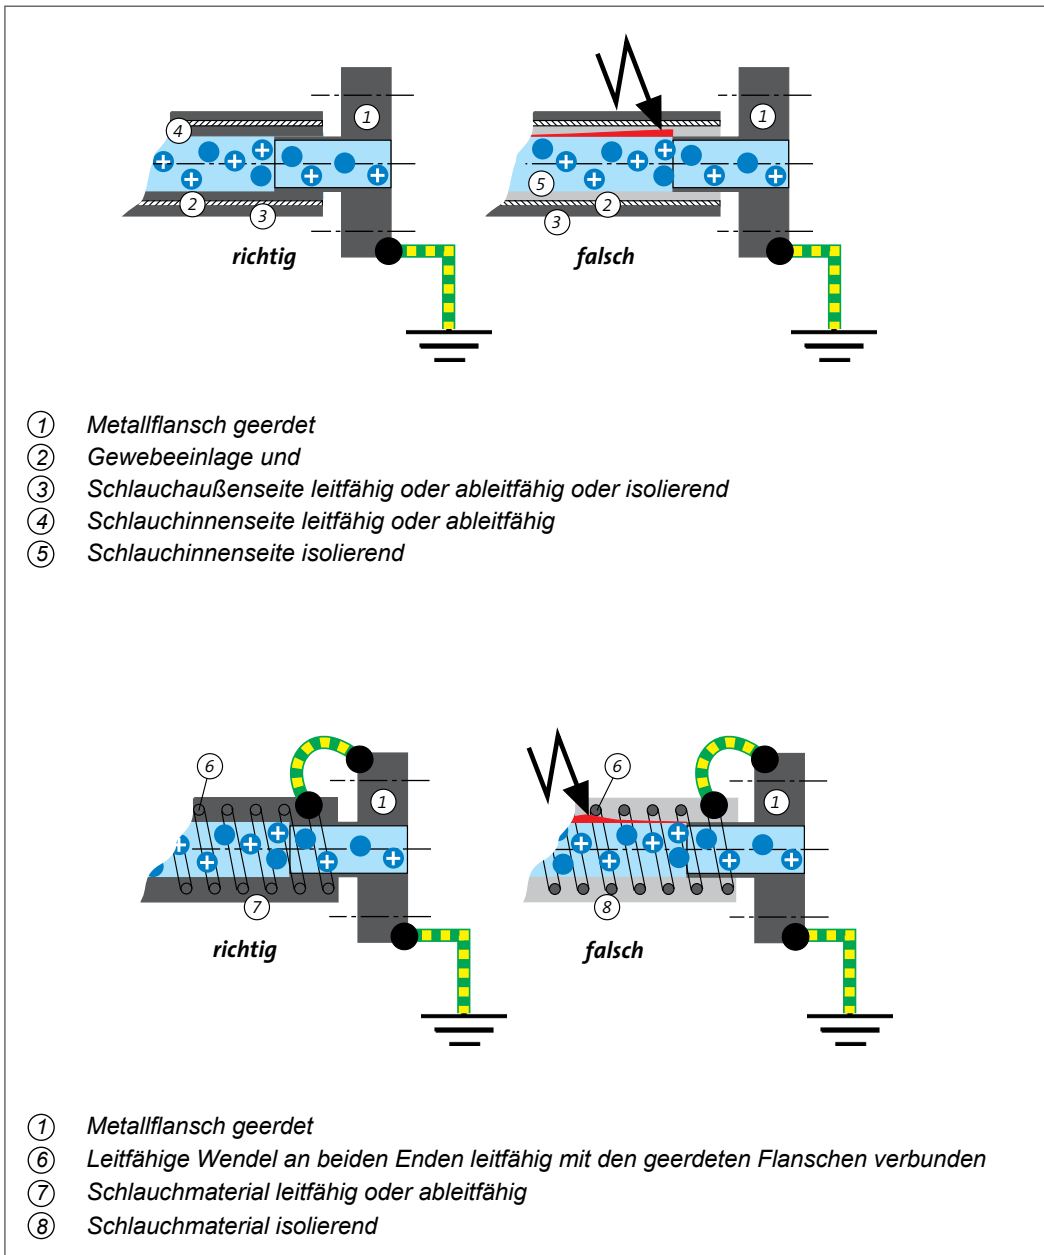 1
4
2
3
richtig
1
5
2
3
falsch
1 Metallflansch geerdet
2 Gewebeeinlage und
3 Schlauchaußenseite leitfähig oder ableitfähig oder isolierend
4 Schlauchinnenseite leitfähig oder ableitfähig
5 Schlauchinnenseite isolierend
6
1
7
richtig
6
1
8
falsch
1 Metallflansch geerdet
6 Leitfähige Wendel an beiden Enden leitfähig mit den geerdeten Flanschen verbunden
7 Schlauchmaterial leitfähig oder ableitfähig
8 Schlauchmaterial isolierend